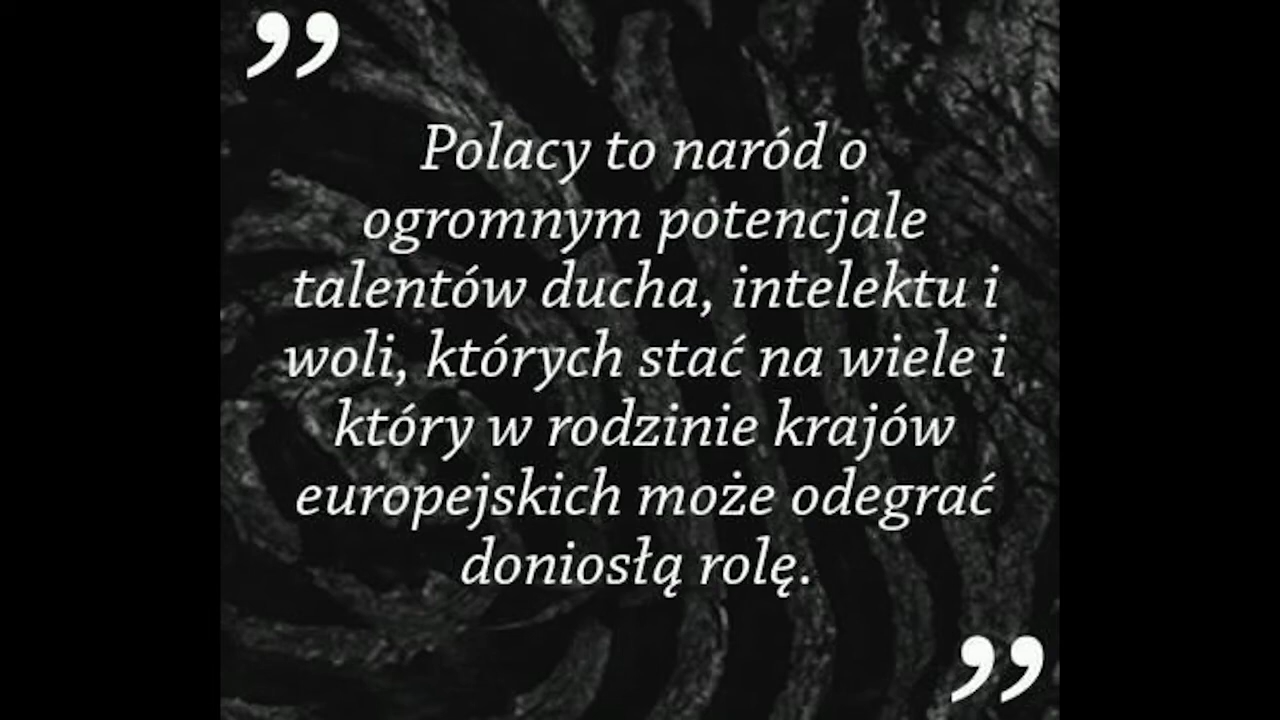 ”
Polacy to naród o
ogromnym potencjale
talentów ducha, intelektu i
woli, których stać na wiele i
który w rodzinie krajów
europejskich może odegrać
doniosłą rolę.
”